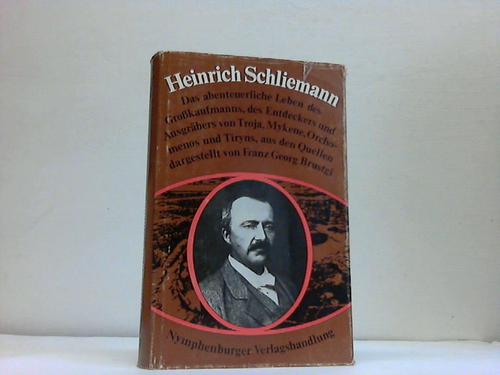 Heinrich Schliemann
Das abenteuerliche Leben des
Großkaufmanns, des Entdeckers und
Ausgräbers von Troja, Mykene, Orcho-
menos und Tiryns, aus den Quellen
dargestellt von Franz Georg Brustgi
Nymphenburger Verlagshandlung